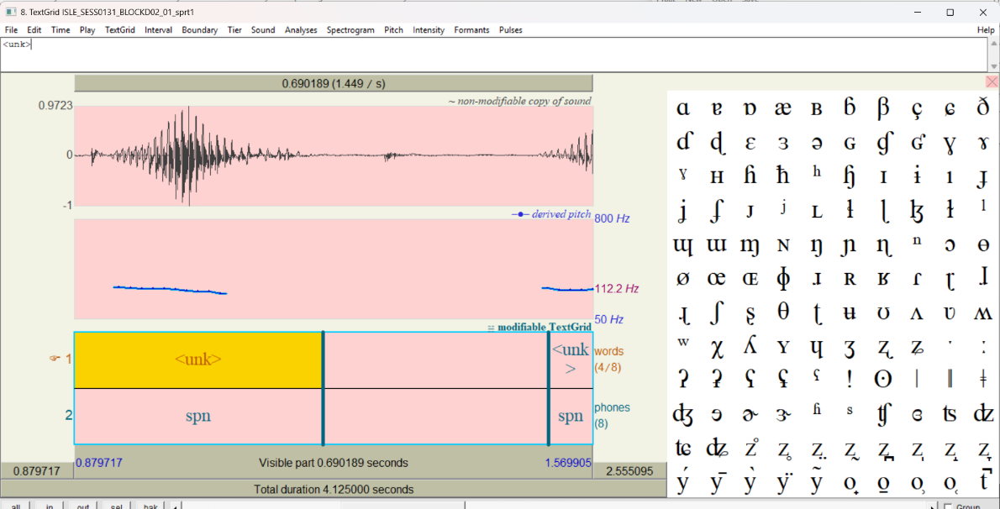 8. TextGrid ISLE_SESS0131_BLOCKD02_01_sprt1
File Edit Time Play TextGrid Interval Boundary Tier Sound Analyses Spectrogram Pitch Intensity Formants Pulses Help
<unk>
0.690189 (1.449 / s)
~ non-modifiable copy of sound
0.9723
0
-1
derived pitch
800 Hz
112.2 Hz
50 Hz
modifiable TextGrid
1 <unk> <unk
>
words
(4/8)
2 spn spn
phones
(8)
0.879717 Visible part 0.690189 seconds 1.569905
0.879717 2.555095
Total duration 4.125000 seconds
all in out sel bak Group
ɑ ɐ ɒ æ ʙ ɓ β ç ɕ ð
ɗ ɖ ɛ ɜ ə ɢ ɠ ʛ ɣ ɤ
ˠ ʜ ɦ ħ ʰ ɧ ɪ ɨ ı ɟ
ʝ ʄ ᴊ ʲ ʟ ɫ ɭ ɮ ɬ ˡ
ɰ ɯ ɱ ɴ ŋ ɲ ɳ ⁿ ɔ ɵ
ø œ ɶ ɸ ɹ ʀ ʁ ɾ ɽ ɺ
ɻ ʃ ʂ θ ʈ ʉ ʊ ʌ ʋ ʍ
ʷ χ ʎ ʏ ɥ ʒ ʐ ʑ ˑ ː
ʔ ʡ ʕ ʢ ˤ ǃ ʘ ǀ ǁ ǂ
ʤ ɘ ɚ ɝ ʱ ˢ ʧ ɞ ʦ ʣ
ʨ ʥ